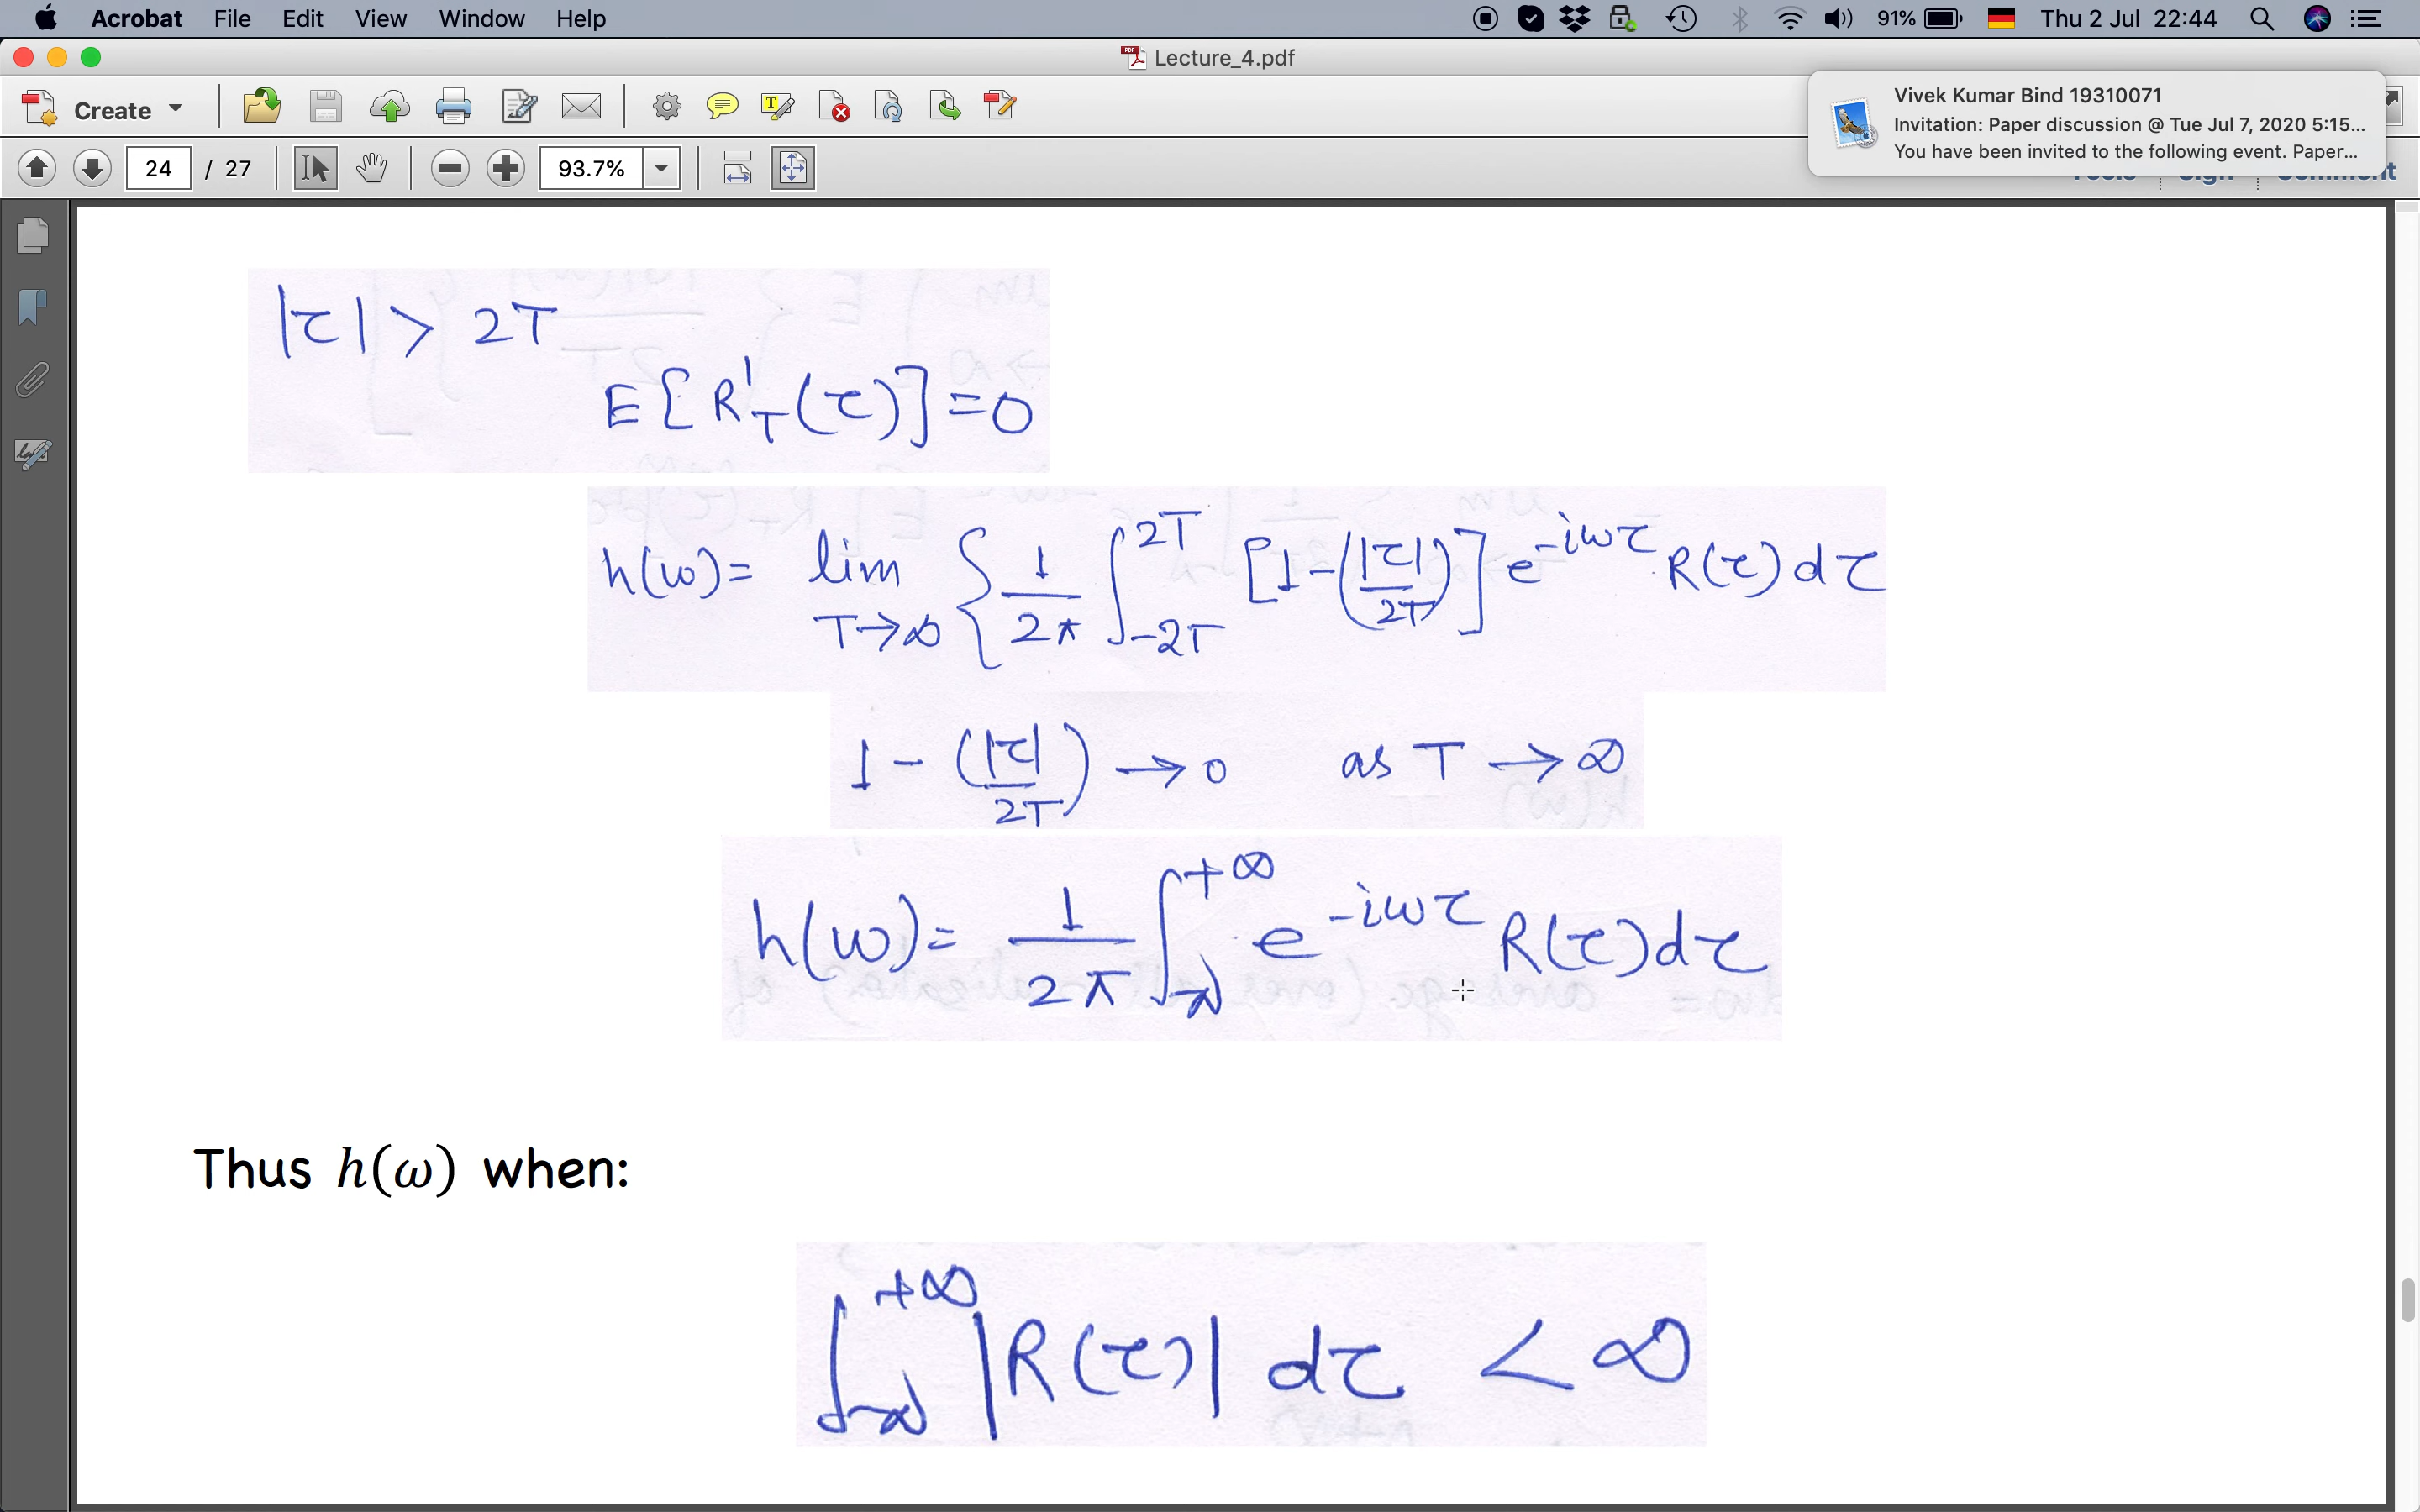 Acrobat File Edit View Window Help 91% Thu 2 Jul 22:44
Lecture_4.pdf
Create
Vivek Kumar Bind 19310071
Invitation: Paper discussion @ Tue Jul 7, 2020 5:15...
You have been invited to the following event. Paper...
24 / 27 93.7%
|τ| > 2T
E[R'_T(τ)] = 0
h(ω) = lim T→∞ { 1/2π ∫_{-2T}^{2T} [1-(|τ|/2T)] e^{-iωτ} R(τ) dτ
1 - (|τ|/2T) → 0 as T → ∞
h(ω) = 1/2π ∫_{-∞}^{+∞} e^{-iωτ} R(τ) dτ
Thus h(ω) when:
∫_{-∞}^{+∞} |R(τ)| dτ < ∞